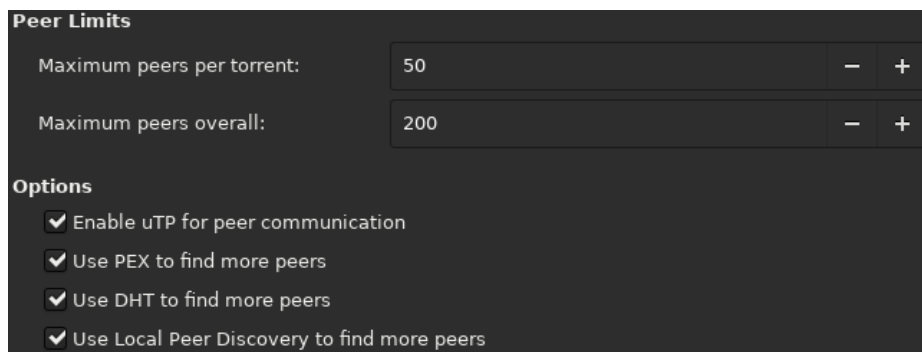 Peer Limits
Maximum peers per torrent: 50 − +
Maximum peers overall: 200 − +
Options
Enable uTP for peer communication
Use PEX to find more peers
Use DHT to find more peers
Use Local Peer Discovery to find more peers